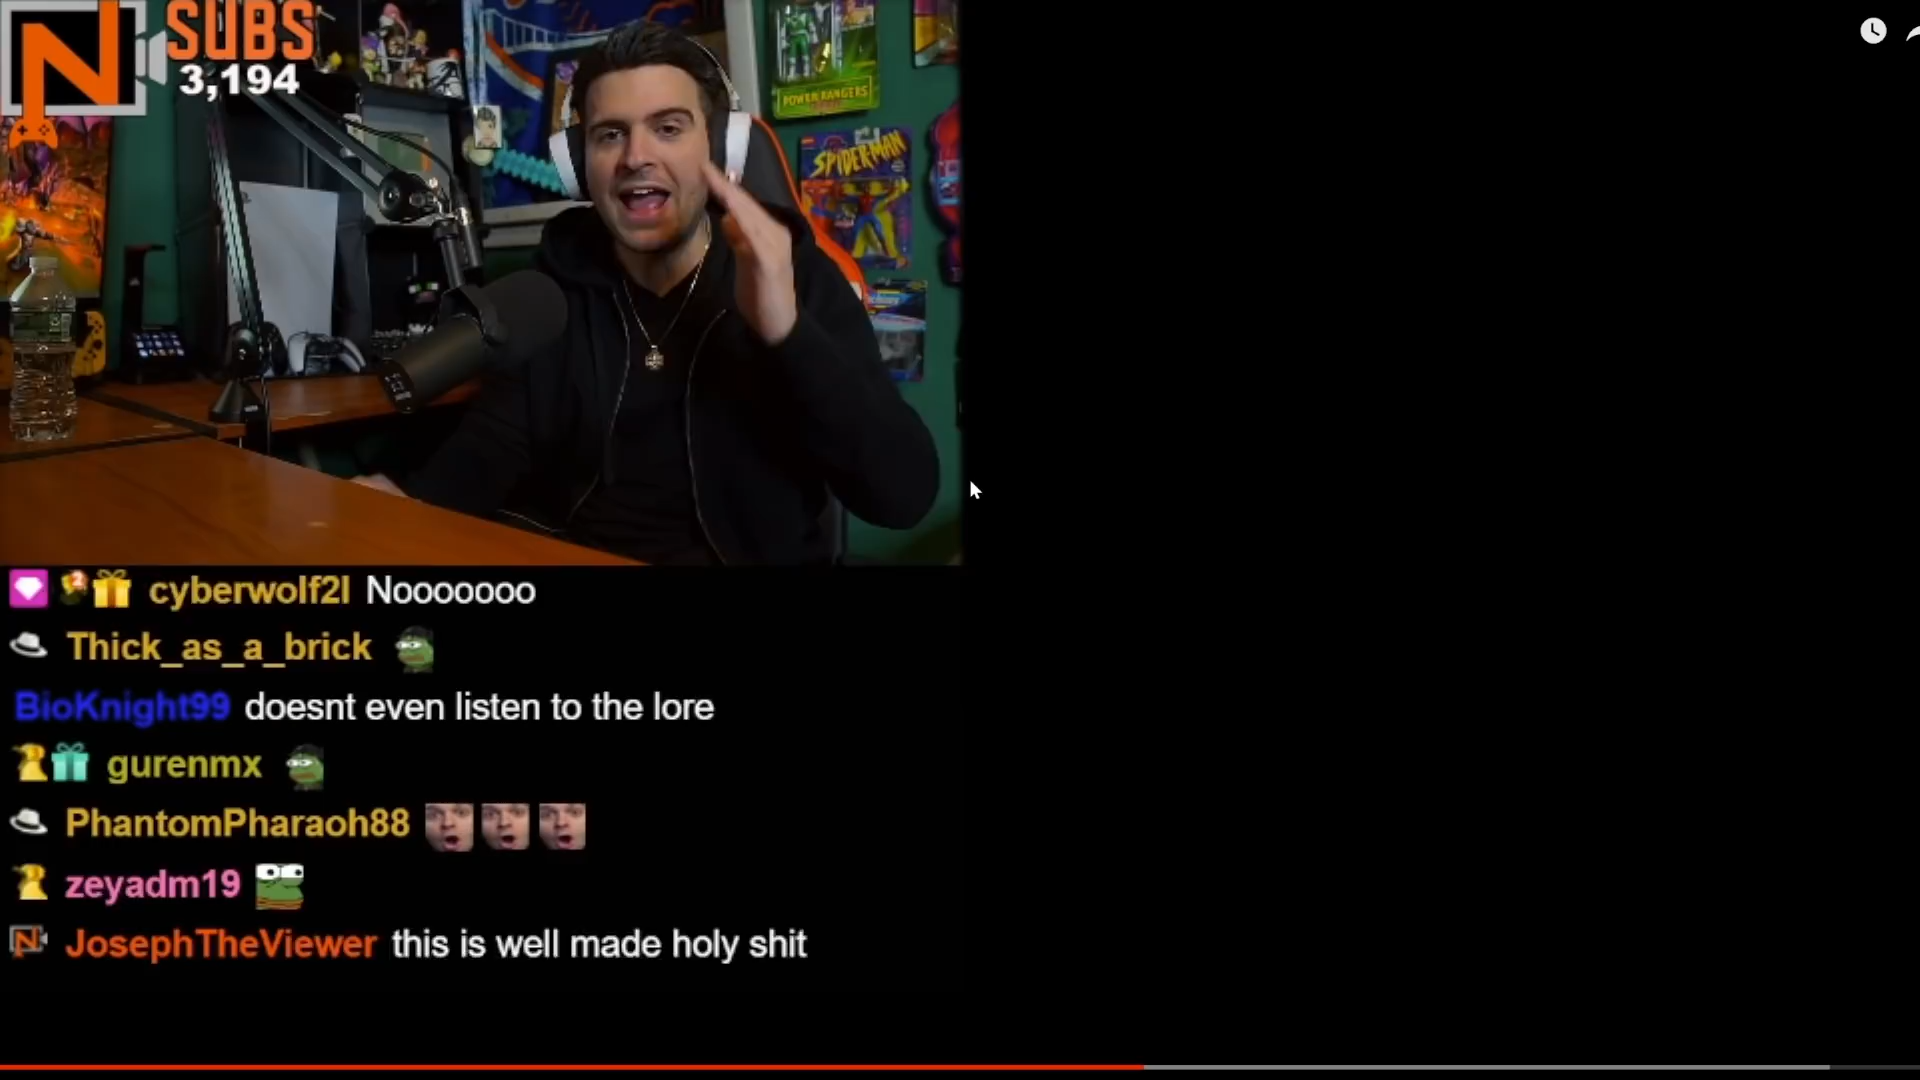 N SUBS
3,194
POWER RANGERS
SPIDER-MAN
cyberwolf2l Nooooooo
Thick_as_a_brick
BioKnight99 doesnt even listen to the lore
gurenmx
PhantomPharaoh88
zeyadm19
JosephTheViewer this is well made holy shit